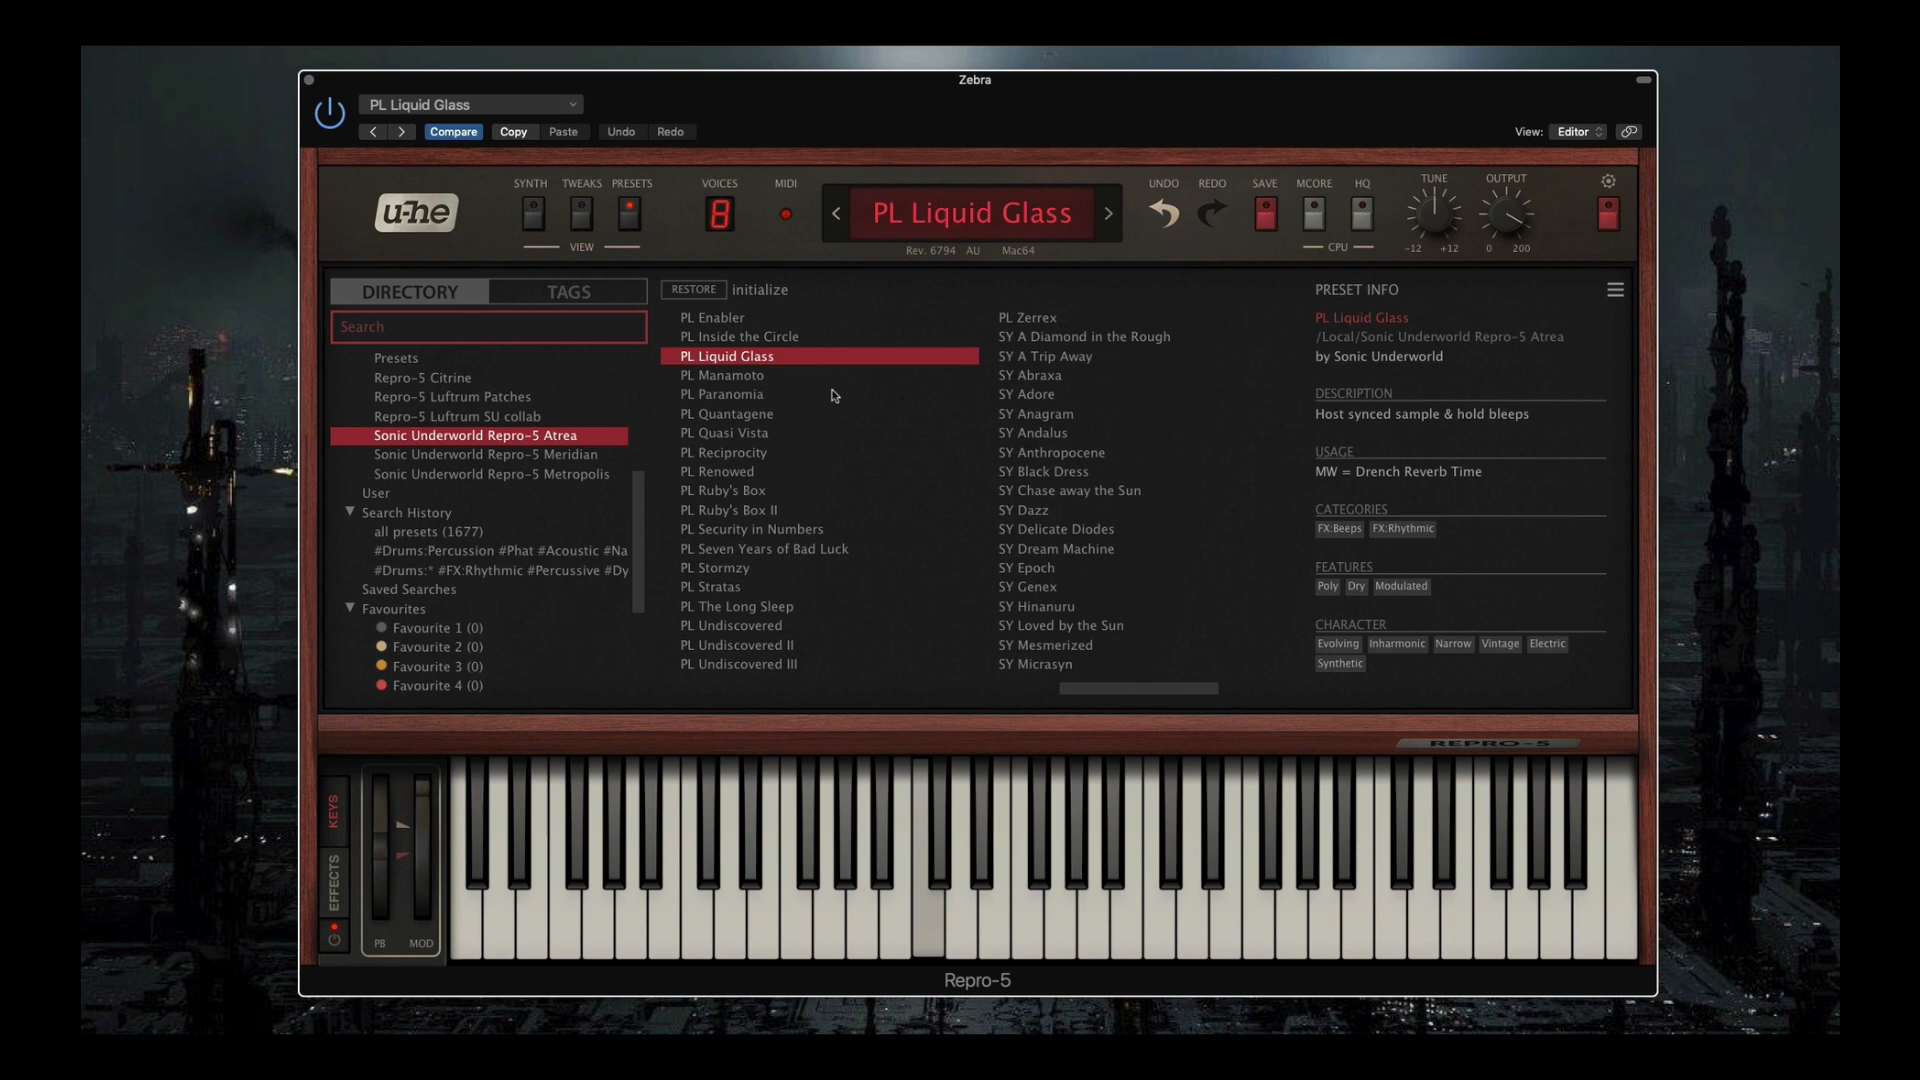 Zebra
PL Liquid Glass
Compare Copy Paste Undo Redo
View: Editor
SYNTH TWEAKS PRESETS
VIEW
VOICES
8
MIDI
PL Liquid Glass
Rev. 6794 AU Mac64
UNDO REDO SAVE MCORE HQ
CPU
TUNE
-12 +12
OUTPUT
0 200
u-he
DIRECTORY TAGS
Search
Presets
Repro-5 Citrine
Repro-5 Luftrum Patches
Repro-5 Luftrum SU collab
Sonic Underworld Repro-5 Atrea
Sonic Underworld Repro-5 Meridian
Sonic Underworld Repro-5 Metropolis
User
Search History
all presets (1677)
#Drums:Percussion #Phat #Acoustic #Na
#Drums:* #FX:Rhythmic #Percussive #Dy
Saved Searches
Favourites
Favourite 1 (0)
Favourite 2 (0)
Favourite 3 (0)
Favourite 4 (0)
RESTORE initialize
PL Enabler
PL Inside the Circle
PL Liquid Glass
PL Manamoto
PL Paranomia
PL Quantagene
PL Quasi Vista
PL Reciprocity
PL Renowed
PL Ruby's Box
PL Ruby's Box II
PL Security in Numbers
PL Seven Years of Bad Luck
PL Stormzy
PL Stratas
PL The Long Sleep
PL Undiscovered
PL Undiscovered II
PL Undiscovered III
PL Zerrex
SY A Diamond in the Rough
SY A Trip Away
SY Abraxa
SY Adore
SY Anagram
SY Andalus
SY Anthropocene
SY Black Dress
SY Chase away the Sun
SY Dazz
SY Delicate Diodes
SY Dream Machine
SY Epoch
SY Genex
SY Hinanuru
SY Loved by the Sun
SY Mesmerized
SY Micrasyn
PRESET INFO
PL Liquid Glass
/Local/Sonic Underworld Repro-5 Atrea
by Sonic Underworld
DESCRIPTION
Host synced sample & hold bleeps
USAGE
MW = Drench Reverb Time
CATEGORIES
FX:Beeps FX:Rhythmic
FEATURES
Poly Dry Modulated
CHARACTER
Evolving Inharmonic Narrow Vintage Electric
Synthetic
REPRO-5
KEYS
EFFECTS
PB MOD
Repro-5